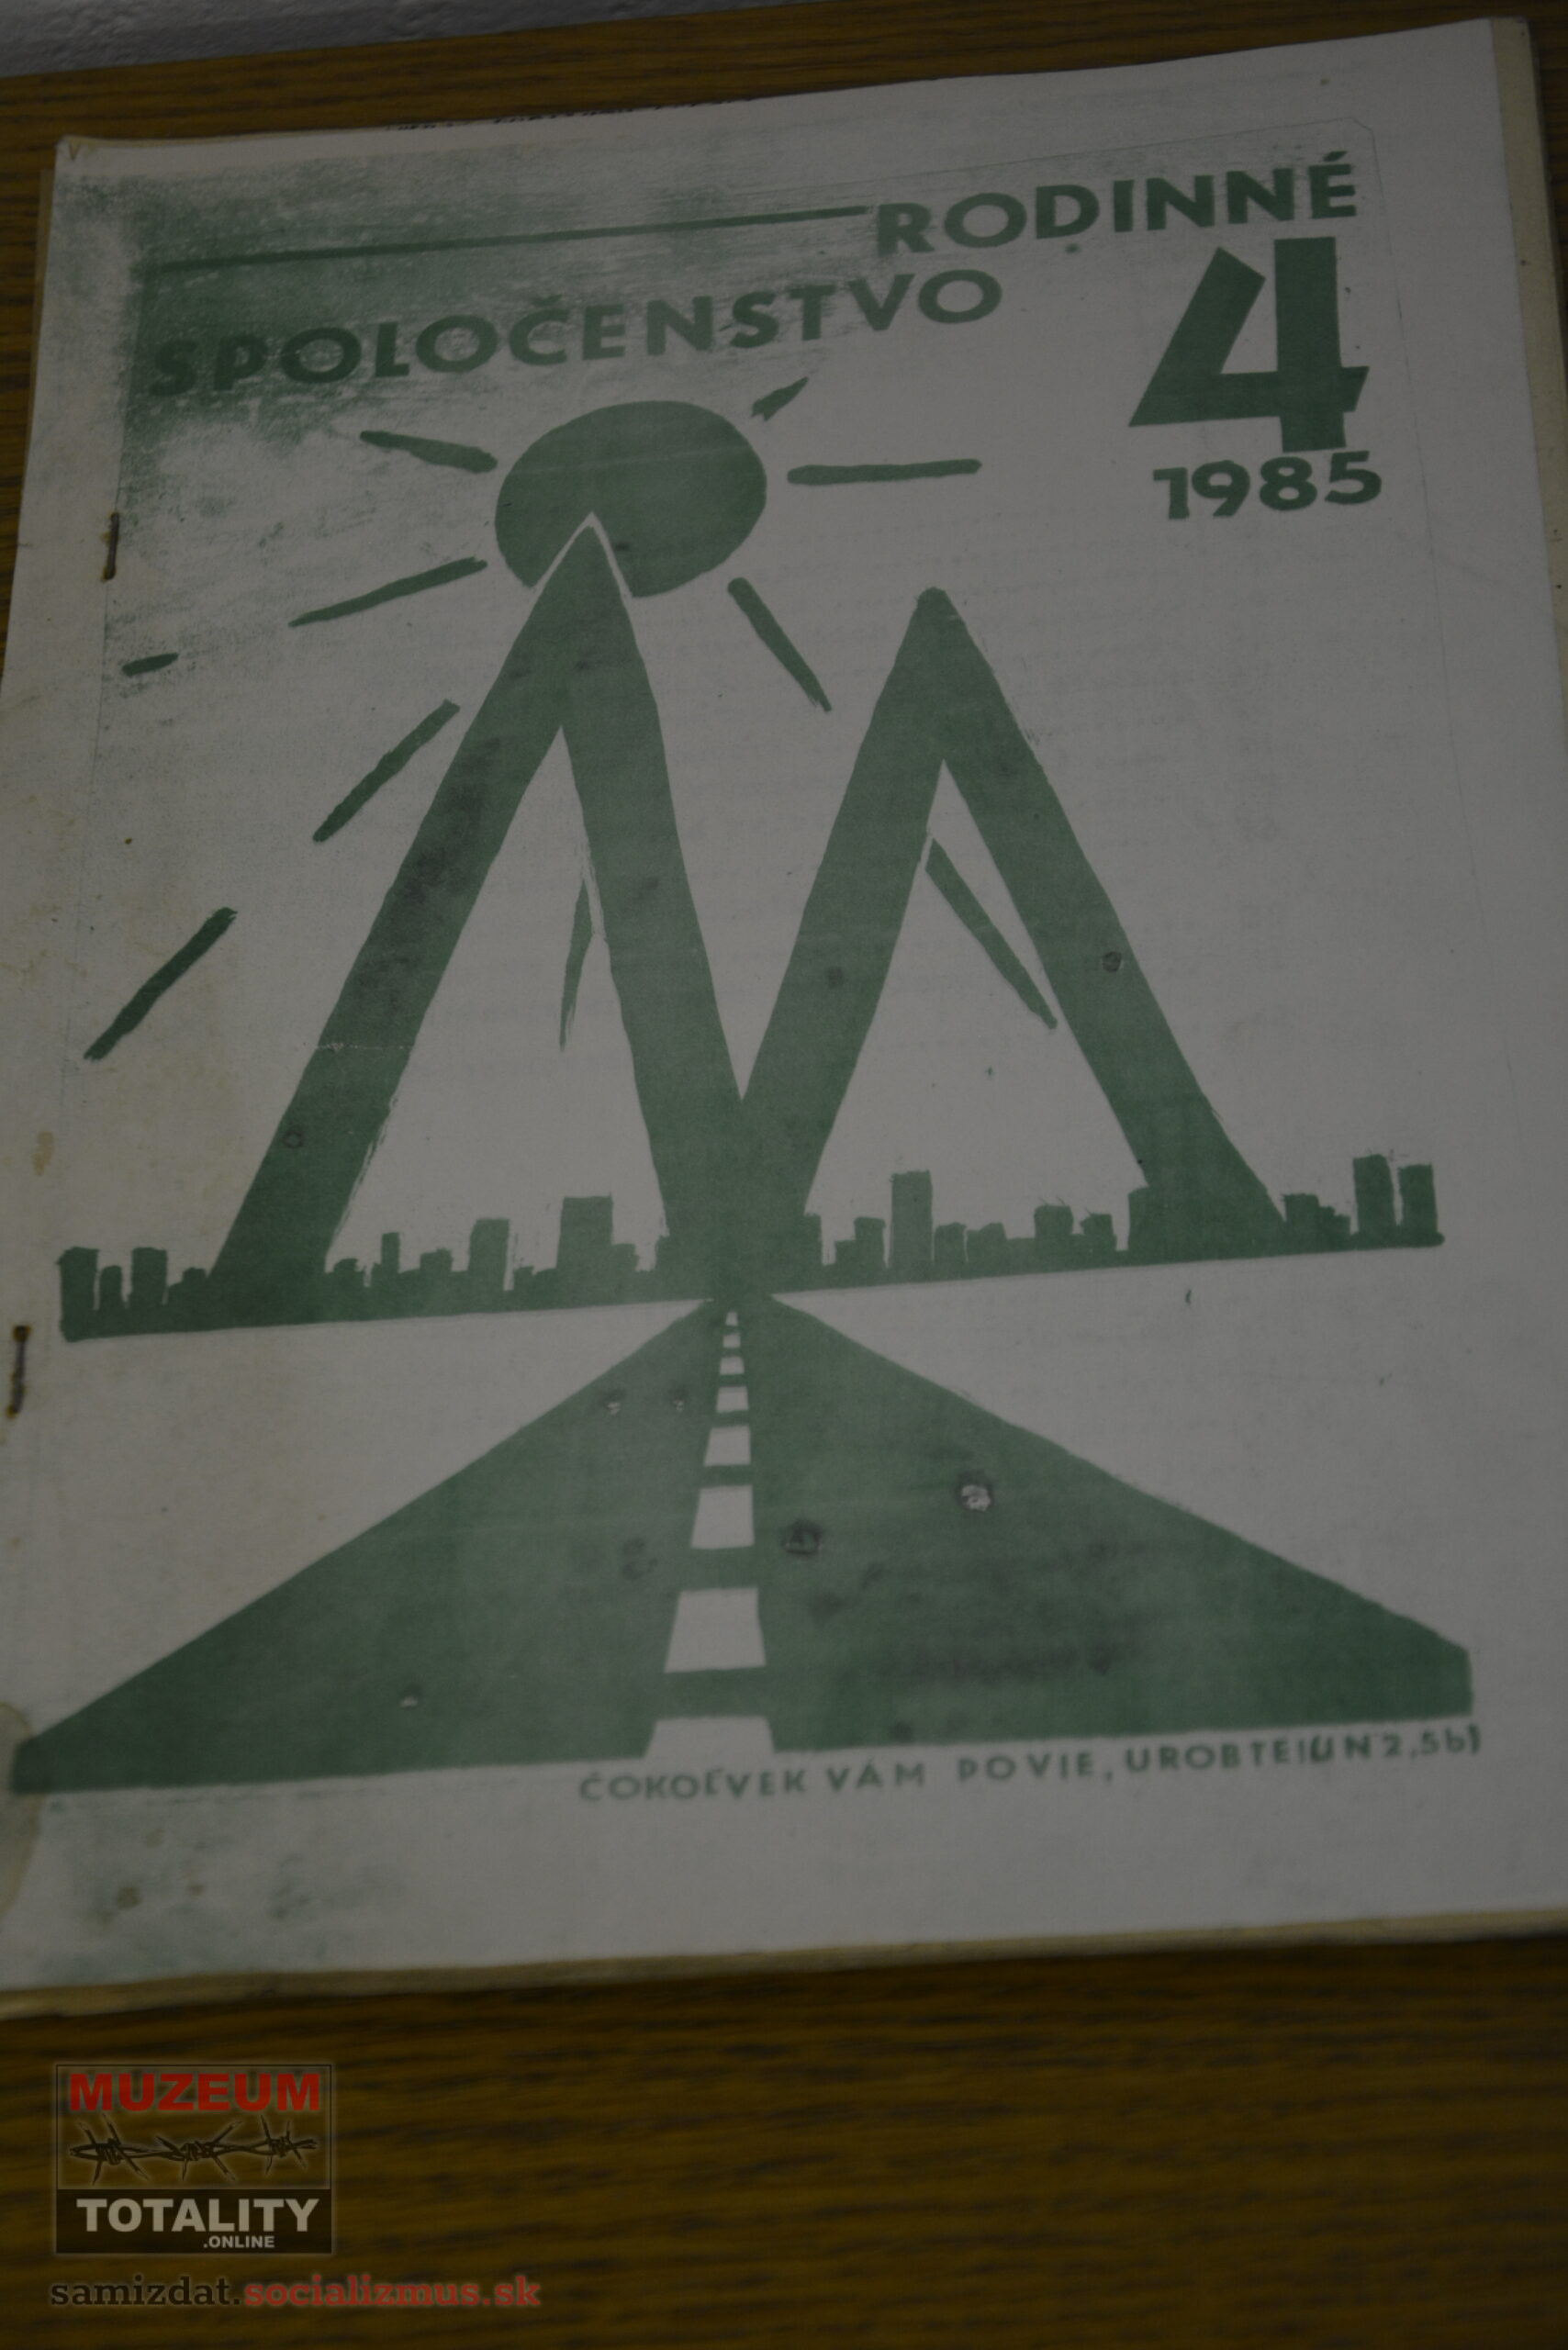 RODINNÉ
SPOLOČENSTVO
4
1985
ČOKOĽVEK VÁM POVIE, UROBTE!(JN 2,5b)
MUZEUM
TOTALITY
.ONLINE
samizdat.socializmus.sk